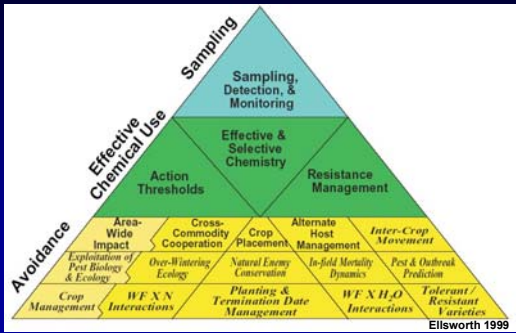 Sampling
Sampling,
Detection, &
Monitoring
Effective
Chemical Use
Effective &
Selective
Chemistry
Action
Thresholds
Resistance
Management
Avoidance
Area-
Wide
Impact
Cross-
Commodity
Cooperation
Crop
Placement
Alternate
Host
Management
Inter-Crop
Movement
Exploitation of
Pest Biology
& Ecology
Over-Wintering
Ecology
Natural Enemy
Conservation
In-field Mortality
Dynamics
Pest & Outbreak
Prediction
Crop
Management
WF X N
Interactions
Planting &
Termination Date
Management
WF X H2O
Interactions
Tolerant /
Resistant
Varieties
Ellsworth 1999